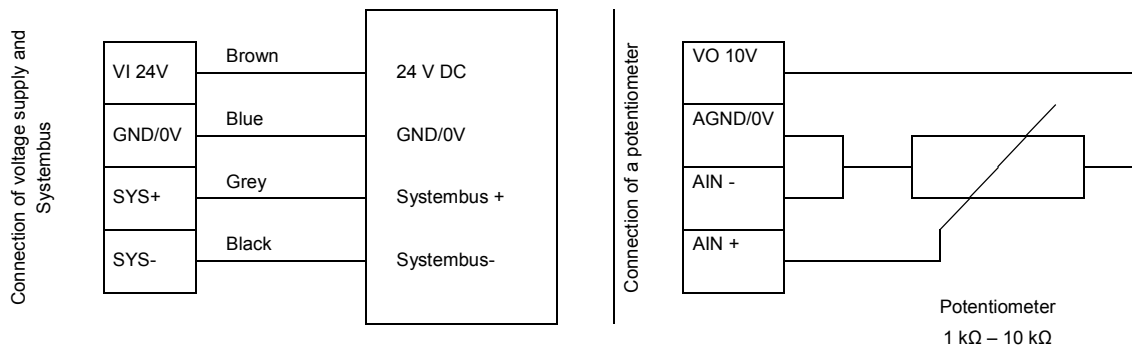 Connection of voltage supply and
Systembus
VI 24V
Brown
24 V DC
GND/0V
Blue
GND/0V
SYS+
Grey
Systembus +
SYS-
Black
Systembus-
Connection of a potentiometer
VO 10V
AGND/0V
AIN -
AIN +
Potentiometer
1 kΩ – 10 kΩ